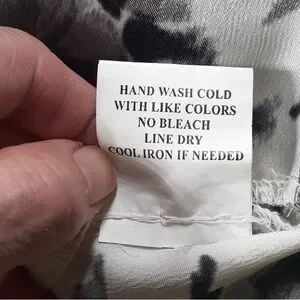 HAND WASH COLD
WITH LIKE COLORS
NO BLEACH
LINE DRY
COOL IRON IF NEEDED